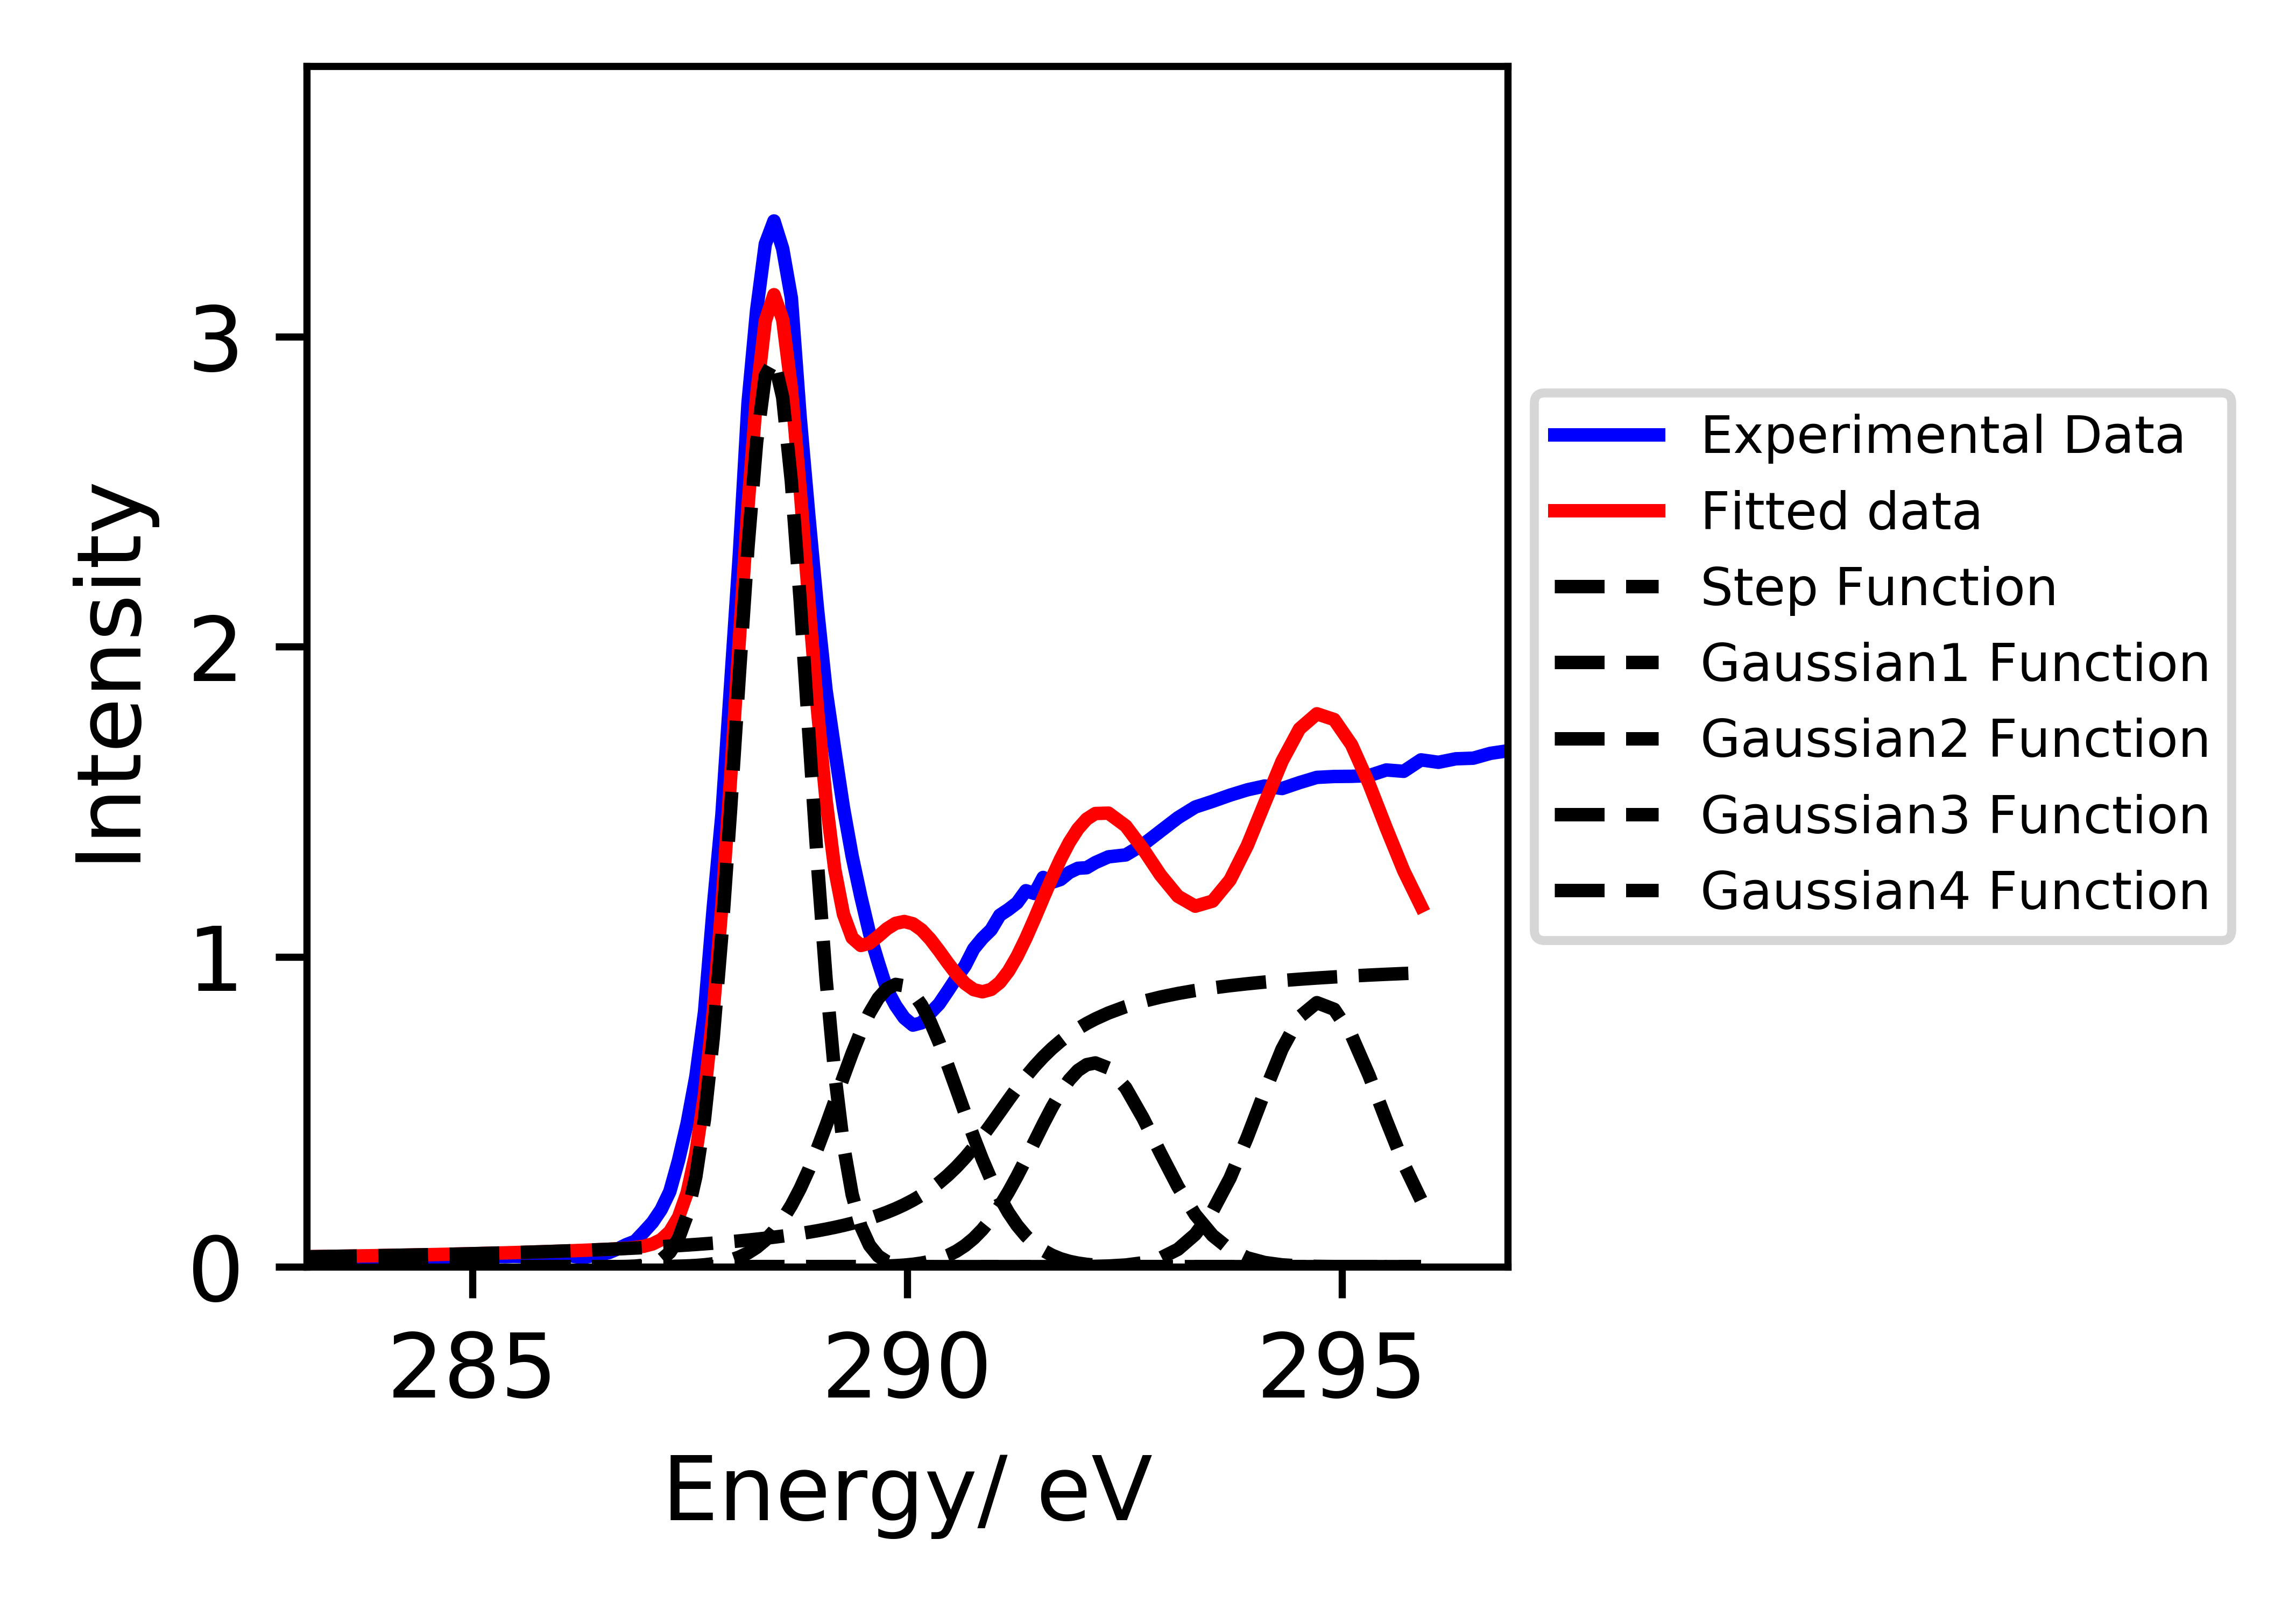 3
2
1
0
Intensity
285 290 295
Energy/ eV
Experimental Data
Fitted data
Step Function
Gaussian1 Function
Gaussian2 Function
Gaussian3 Function
Gaussian4 Function